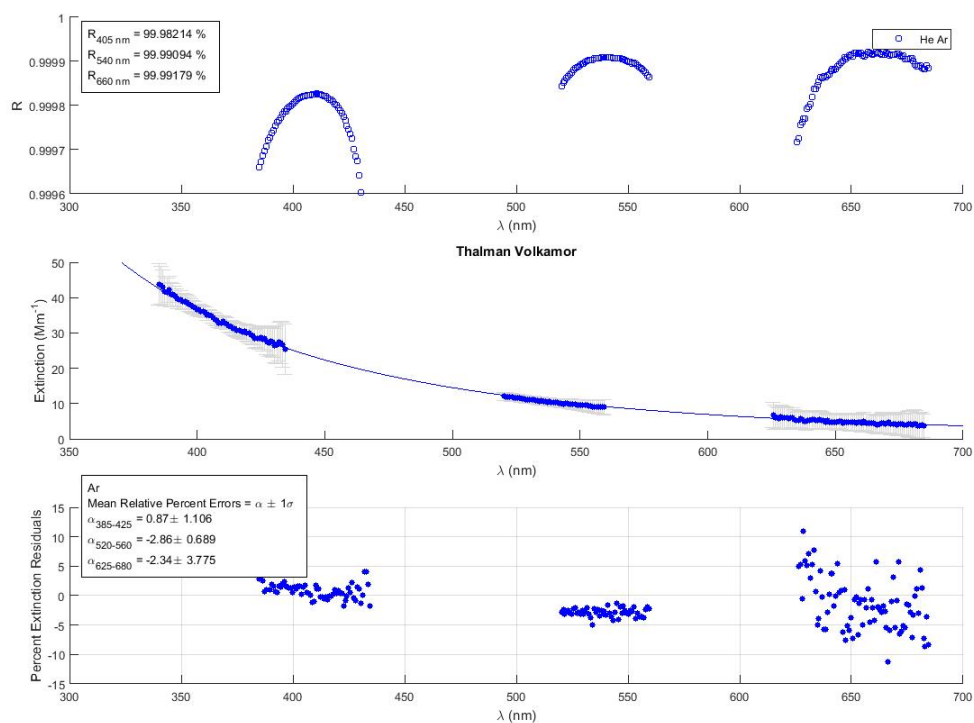 R405 nm = 99.98214 %
R540 nm = 99.99094 %
R660 nm = 99.99179 %
He Ar
1
0.9999
0.9998
0.9997
0.9996
R
300 350 400 450 500 550 600 650 700
λ (nm)
Thalman Volkamor
50
40
30
20
10
0
Extinction (Mm-1)
350 400 450 500 550 600 650 700
λ (nm)
Ar
Mean Relative Percent Errors = α ± 1σ
α385-425 = 0.87± 1.106
α520-560 = -2.86± 0.689
α625-680 = -2.34± 3.775
15
10
5
0
-5
-10
-15
Percent Extinction Residuals
300 350 400 450 500 550 600 650 700
λ (nm)